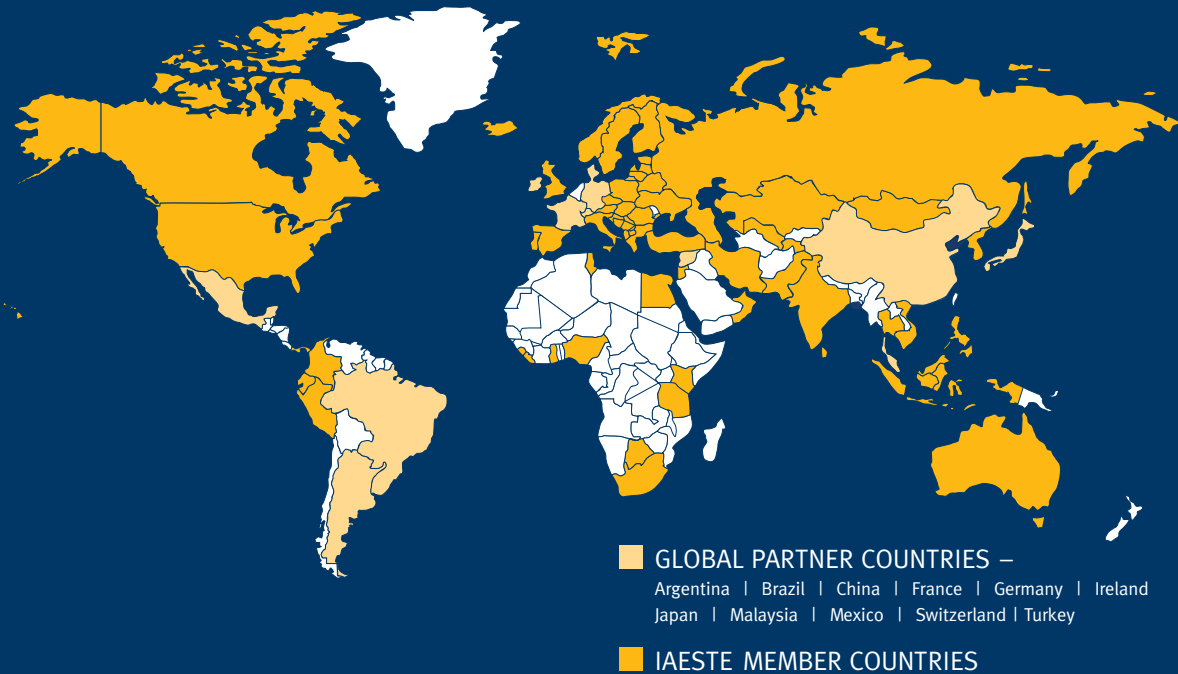 GLOBAL PARTNER COUNTRIES –
Argentina | Brazil | China | France | Germany | Ireland
Japan | Malaysia | Mexico | Switzerland | Turkey
IAESTE MEMBER COUNTRIES